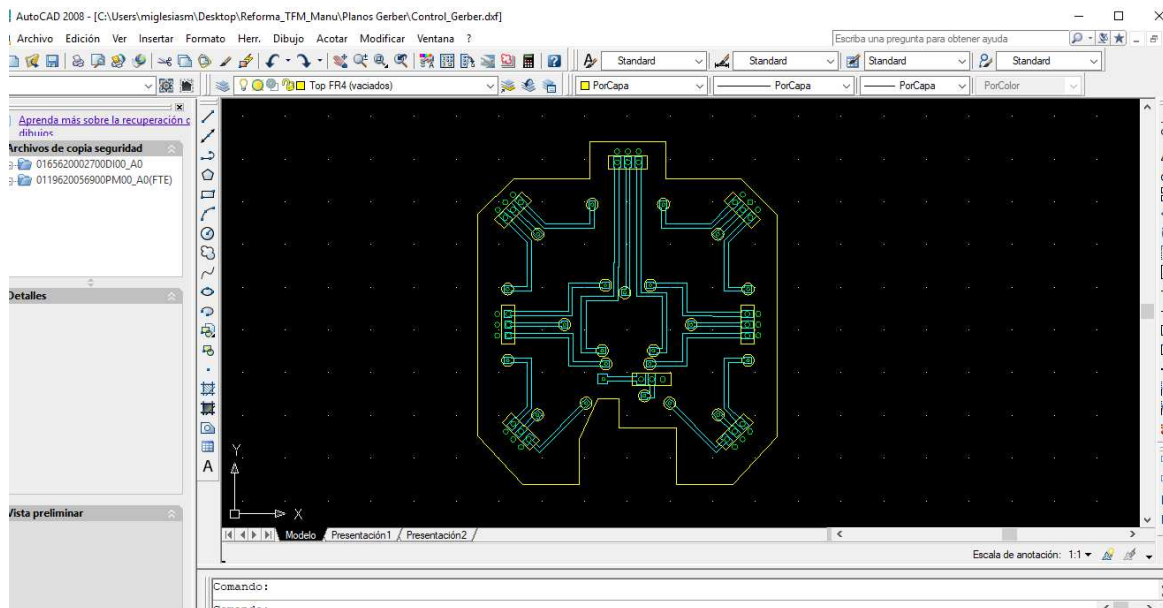 AutoCAD 2008 - [C:\Users\miglesiasm\Desktop\Reforma_TFM_Manu\Planos Gerber\Control_Gerber.dxf]
Archivo Edición Ver Insertar Formato Herr. Dibujo Acotar Modificar Ventana ?
Escriba una pregunta para obtener ayuda
Standard Standard Standard Standard
Top FR4 (vaciados) PorCapa PorCapa PorCapa PorColor
Aprenda más sobre la recuperación
dibujos
Archivos de copia seguridad
0165620002700DI00_A0
0119620056900PM00_A0(FTE)
Detalles
Vista preliminar
A
Y
X
Modelo Presentación1 Presentación2
Escala de anotación: 1:1
Comando:
Comando: